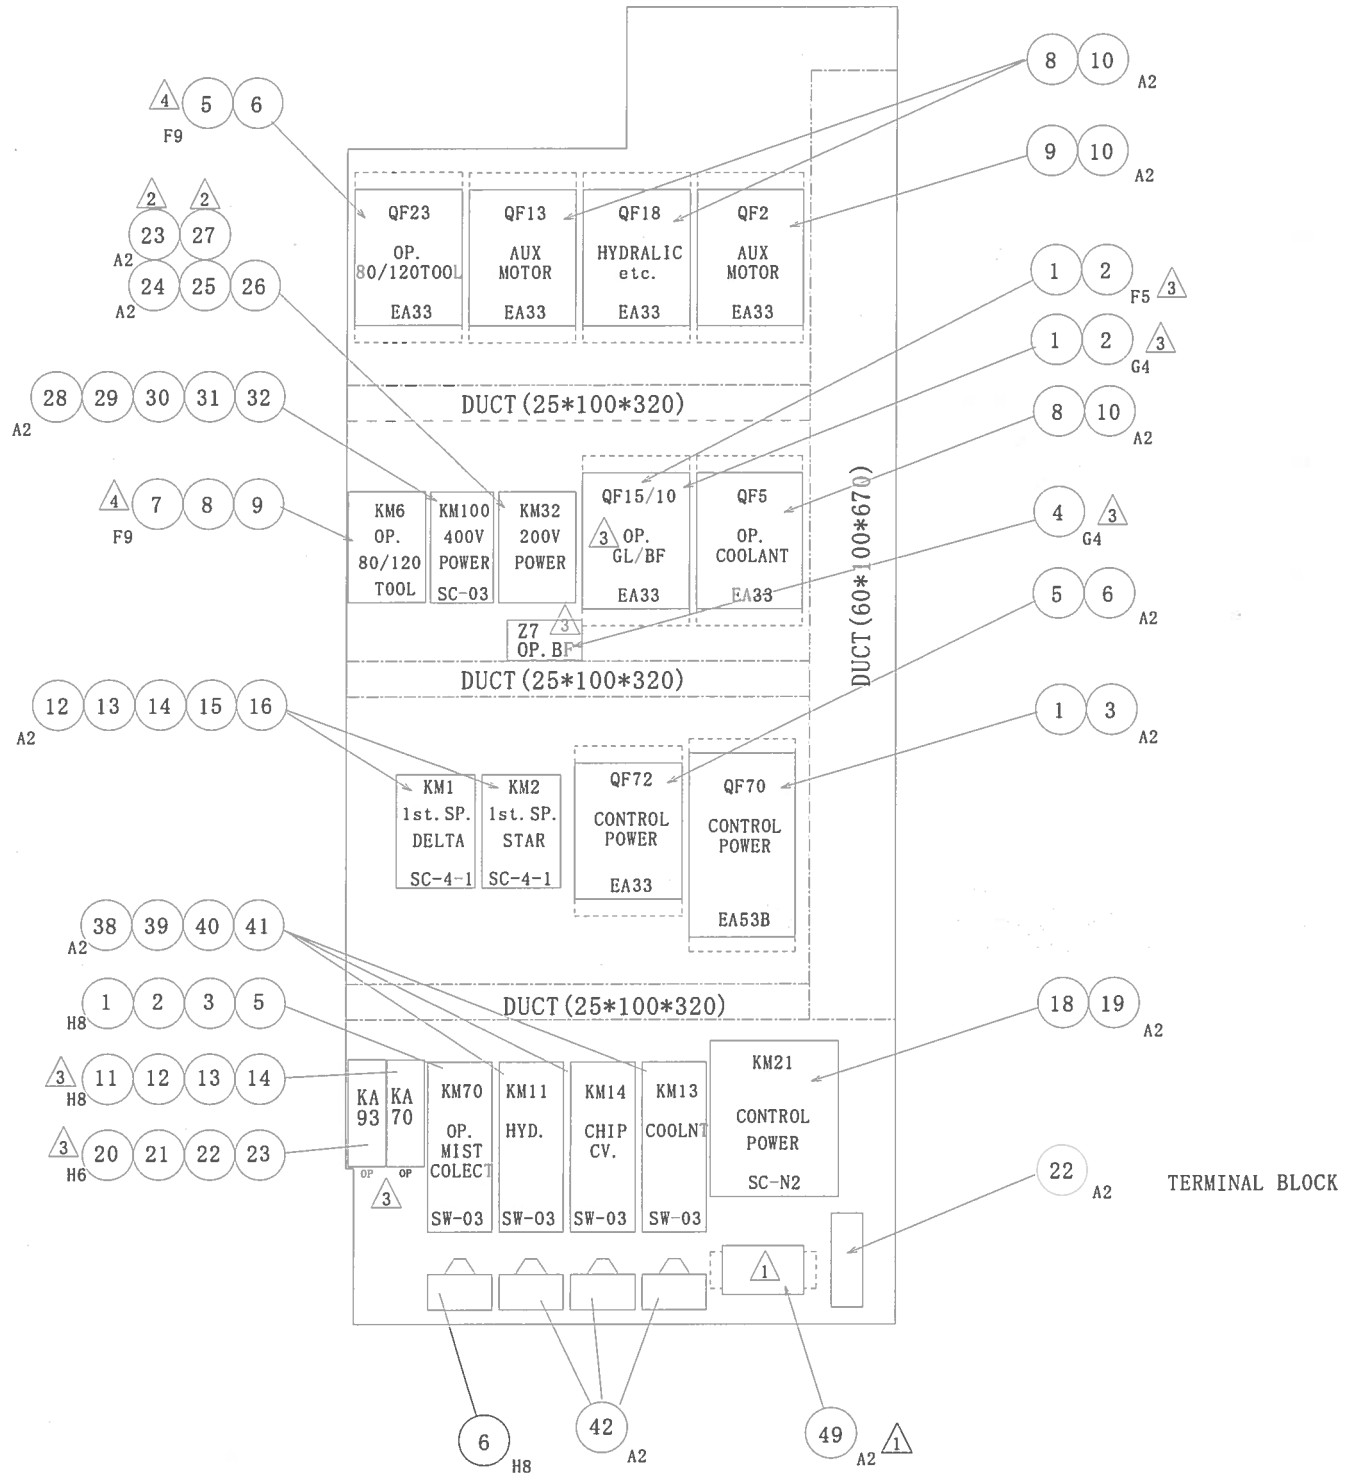 8 10 A2
4 5 6 F9
9 10 A2
2 2
23 27 A2
24 25 26 A2
QF23
OP.
80/120TOOL
EA33
QF13
AUX
MOTOR
EA33
QF18
HYDRALIC
etc.
EA33
QF2
AUX
MOTOR
EA33
1 2 F5 3
1 2 G4 3
28 29 30 31 32 A2
DUCT(25*100*320)
8 10 A2
4 7 8 9 F9
KM6
OP.
80/120
TOOL
KM100
400V
POWER
SC-03
KM32
200V
POWER
QF15/10
3 OP.
GL/BF
EA33
QF5
OP.
COOLANT
EA33
DUCT(60*100*670)
4 G4 3
Z7 3
OP.BF
5 6 A2
DUCT(25*100*320)
12 13 14 15 16 A2
1 3 A2
KM1
1st.SP.
DELTA
SC-4-1
KM2
1st.SP.
STAR
SC-4-1
QF72
CONTROL
POWER
EA33
QF70
CONTROL
POWER
EA53B
38 39 40 41 A2
1 2 3 5 H8
DUCT(25*100*320)
18 19 A2
3 11 12 13 14 H8
3 20 21 22 23 H6
KA
93
OP
KA
70
OP
3
KM70
OP.
MIST
COLECT
SW-03
KM11
HYD.
SW-03
KM14
CHIP
CV.
SW-03
KM13
COOLNT
SW-03
KM21
CONTROL
POWER
SC-N2
22 A2 TERMINAL BLOCK
1
6 H8
42 A2
49 A2 1